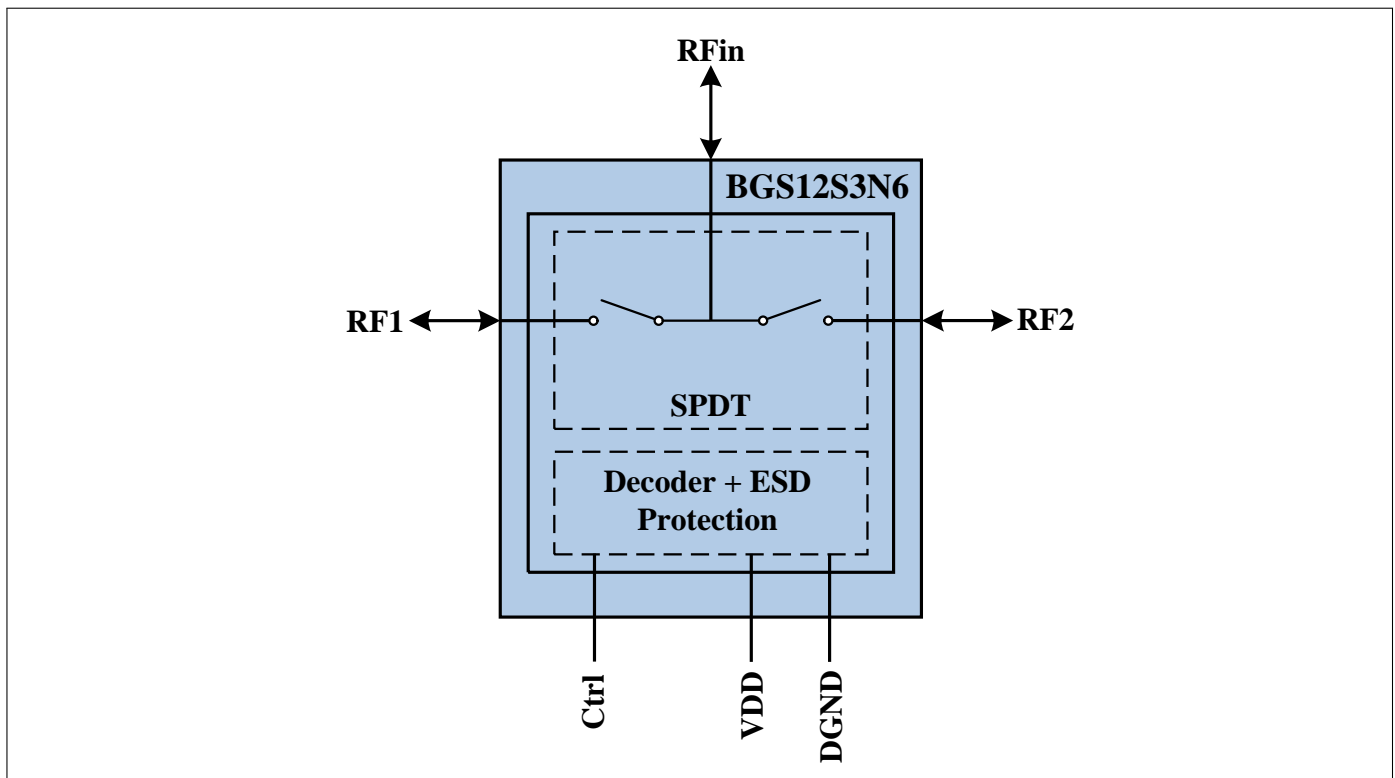 RFin
BGS12S3N6
RF1
RF2
SPDT
Decoder + ESD
Protection
Ctrl
VDD
DGND